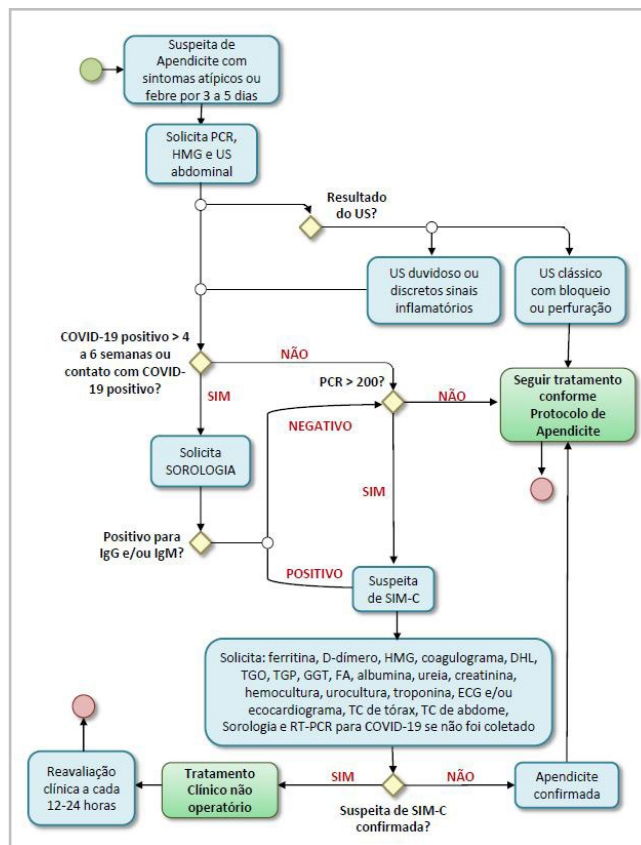 Suspeita de
Apendicite com
sintomas atípicos ou
febre por 3 a 5 dias
Solicita PCR,
HMG e US
abdominal
Resultado
do US?
US duvidoso ou
discretos sinais
inflamatórios
US clássico
com bloqueio
ou perfuração
COVID-19 positivo > 4
a 6 semanas ou
contato com COVID-
19 positivo?
NÃO
SIM
PCR > 200?
NÃO
Seguir tratamento
conforme
Protocolo de
Apendicite
NEGATIVO
Solicita
SOROLOGIA
SIM
Positivo para
IgG e/ou IgM?
POSITIVO
Suspeita
de SIM-C
Solicita: ferritina, D-dímero, HMG, coagulograma, DHL,
TGO, TGP, GGT, FA, albumina, ureia, creatinina,
hemocultura, urocultura, troponina, ECG e/ou
ecocardiograma, TC de tórax, TC de abdome,
Sorologia e RT-PCR para COVID-19 se não foi coletado
Reavaliação
clínica a cada
12-24 horas
Tratamento
Clínico não
operatório
SIM
NÃO
Suspeita de SIM-C
confirmada?
Apendicite
confirmada